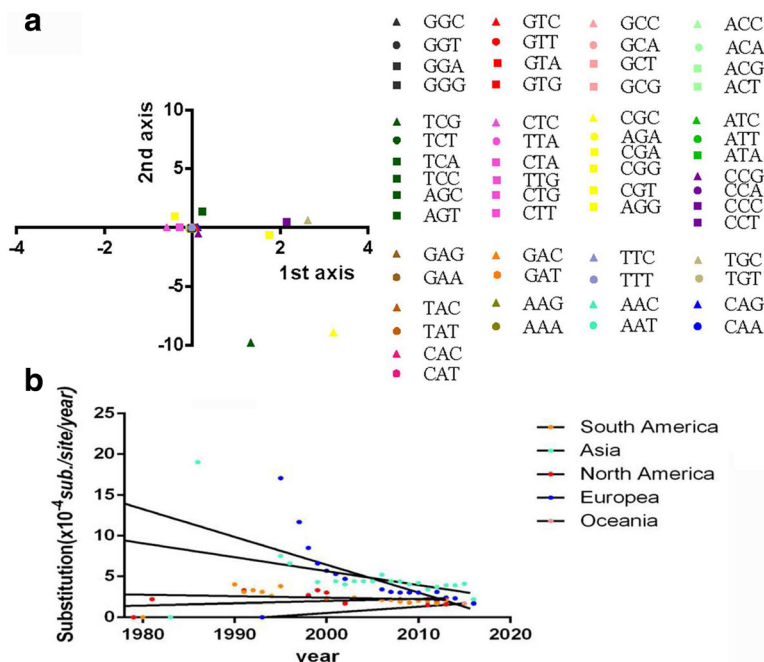 a
GGC GTC GCC ACC
GGT GTT GCA ACA
GGA GTA GCT ACG
GGG GTG GCG ACT
TCG CTC CGC ATC
TCT TTA AGA ATT
TCA CTA CGA ATA
TCC TTG CGG CCG
AGC CTG CGT CCA
AGT CTT AGG CCC
CCT
GAG GAC TTC TGC
GAA GAT TTT TGT
TAC AAG AAC CAG
TAT AAA AAT CAA
CAC
CAT
2nd axis
10
5
-4 -2 0 2 4
1st axis
-5
-10
b
Substitution(x10-4sub./site/year)
25
20
15
10
5
0
1980 1990 2000 2010 2020
year
South America
Asia
North America
Europea
Oceania